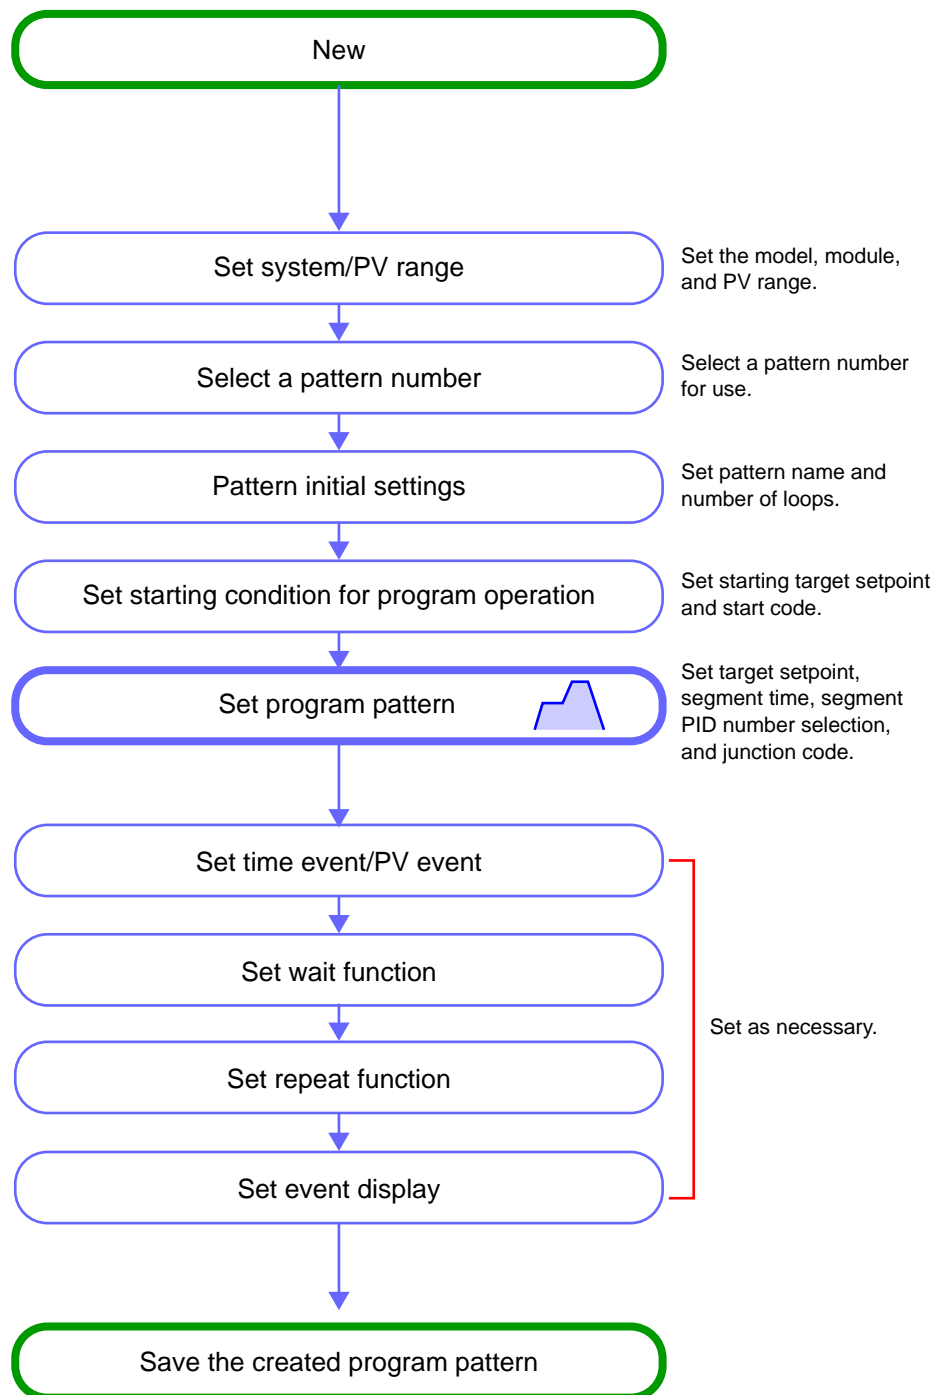 New
Set system/PV range
Set the model, module,
and PV range.
Select a pattern number
Select a pattern number
for use.
Pattern initial settings
Set pattern name and
number of loops.
Set starting condition for program operation
Set starting target setpoint
and start code.
Set program pattern
Set target setpoint,
segment time, segment
PID number selection,
and junction code.
Set time event/PV event
Set wait function
Set as necessary.
Set repeat function
Set event display
Save the created program pattern